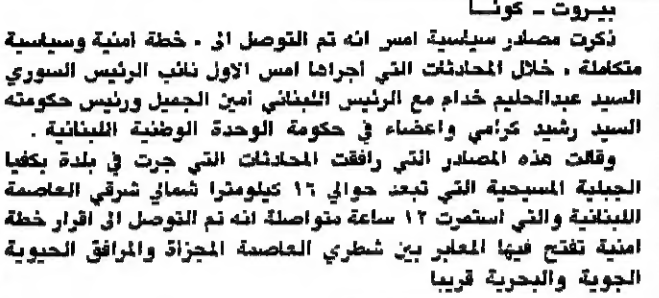 بيروت - كونا
ذكرت مصادر سياسية امس انه تم التوصل الى « خطة امنية وسياسية
متكاملة » خلال المحادثات التي اجراها امس الاول نائب الرئيس السوري
السيد عبدالحليم خدام مع الرئيس اللبناني امين الجميل ورئيس حكومته
السيد رشيد كرامي واعضاء في حكومة الوحدة الوطنية اللبنانية .
وقالت هذه المصادر التي رافقت المحادثات التي جرت في بلدة بكفيا
الجبلية المسيحية التي تبعد حوالي ١٦ كيلومترا شمالي شرقي العاصمة
اللبنانية والتي استمرت ١٢ ساعة متواصلة انه تم التوصل الى اقرار خطة
امنية تفتح فيها المعابر بين شطري العاصمة المجزأة والمرافق الحيوية
الجوية والبحرية قريبا